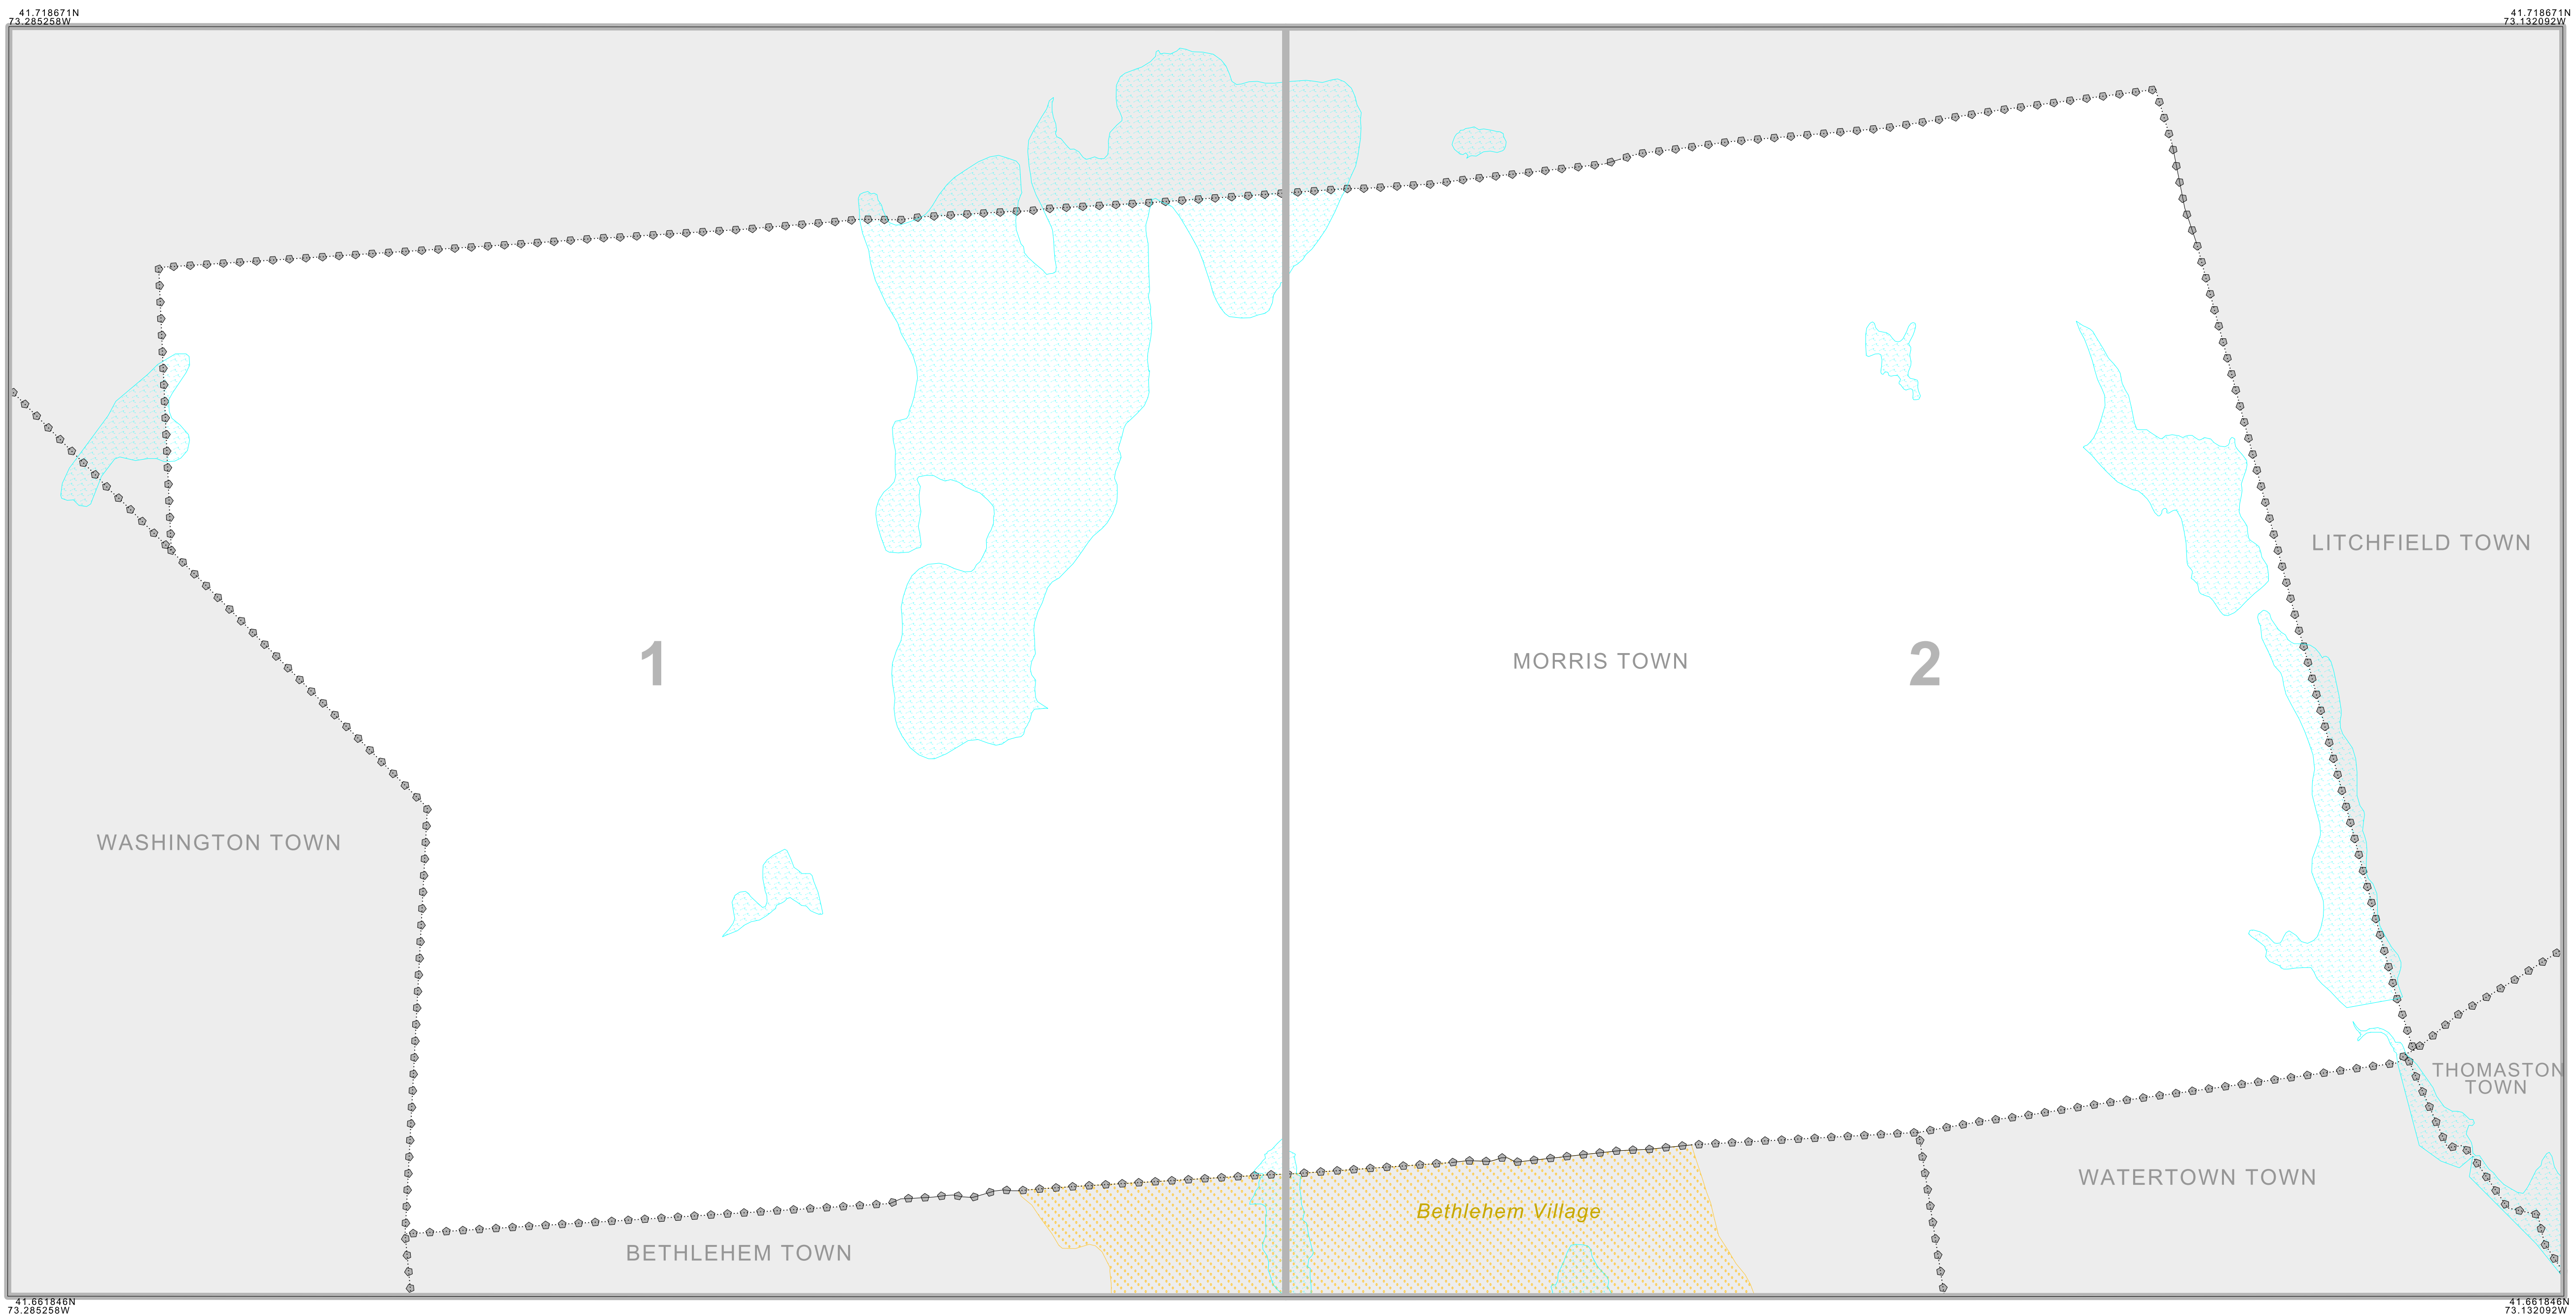 41.718671N
73.285258W
41.718671N
73.132092W
LITCHFIELD TOWN
1
MORRIS TOWN
2
WASHINGTON TOWN
THOMASTON
TOWN
WATERTOWN TOWN
Bethlehem Village
BETHLEHEM TOWN
41.661846N
73.285258W
41.661846N
73.132092W